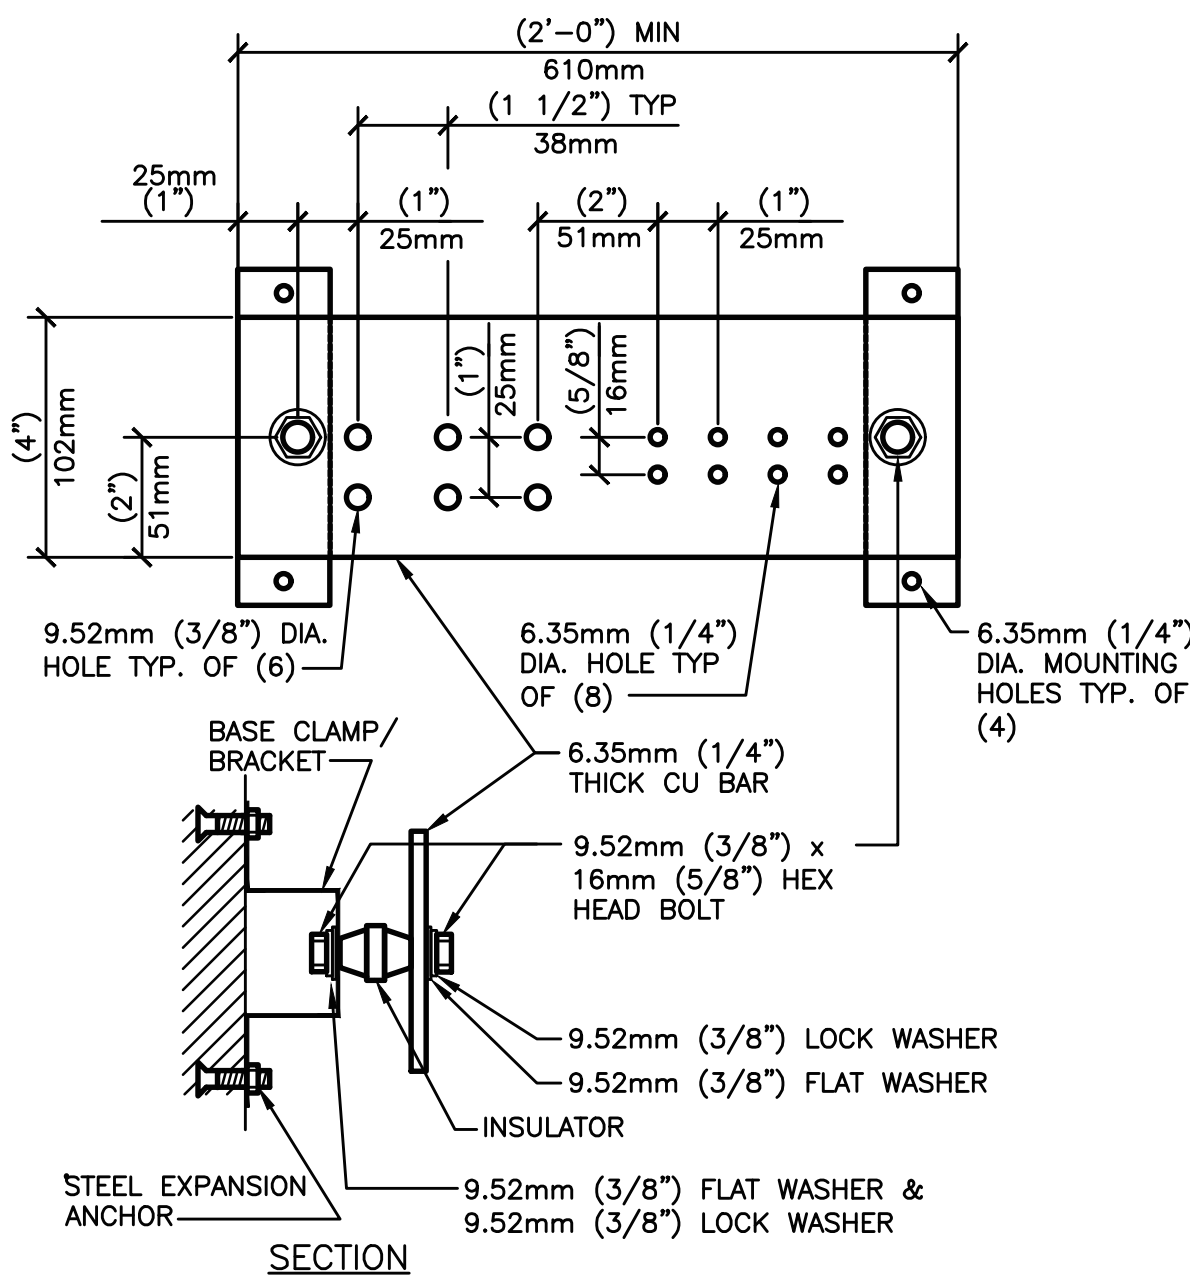 (2'-0") MIN
610mm
(1 1/2") TYP
38mm
25mm
(1")
(1")
25mm
(2")
51mm
(1")
25mm
(4")
102mm
(2")
51mm
(1")
25mm
(5/8")
16mm
9.52mm (3/8") DIA.
HOLE TYP. OF (6)
6.35mm (1/4")
DIA. HOLE TYP
OF (8)
6.35mm (1/4")
DIA. MOUNTING
HOLES TYP. OF
(4)
BASE CLAMP/
BRACKET
6.35mm (1/4")
THICK CU BAR
9.52mm (3/8") x
16mm (5/8") HEX
HEAD BOLT
9.52mm (3/8") LOCK WASHER
9.52mm (3/8") FLAT WASHER
INSULATOR
STEEL EXPANSION
ANCHOR
9.52mm (3/8") FLAT WASHER &
9.52mm (3/8") LOCK WASHER
SECTION